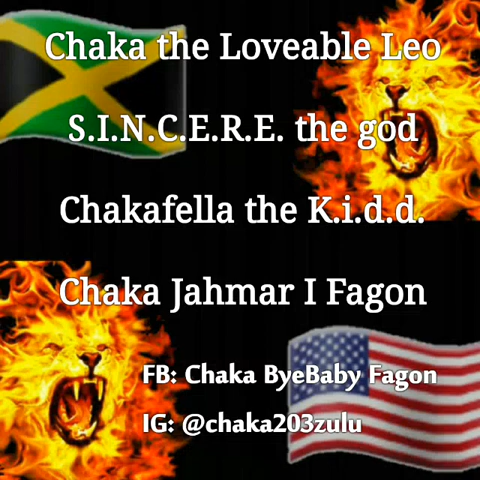 Chaka the Loveable Leo
S.I.N.C.E.R.E. the god
Chakafella the K.i.d.d.
Chaka Jahmar I Fagon
FB: Chaka ByeBaby Fagon
IG: @chaka203zulu